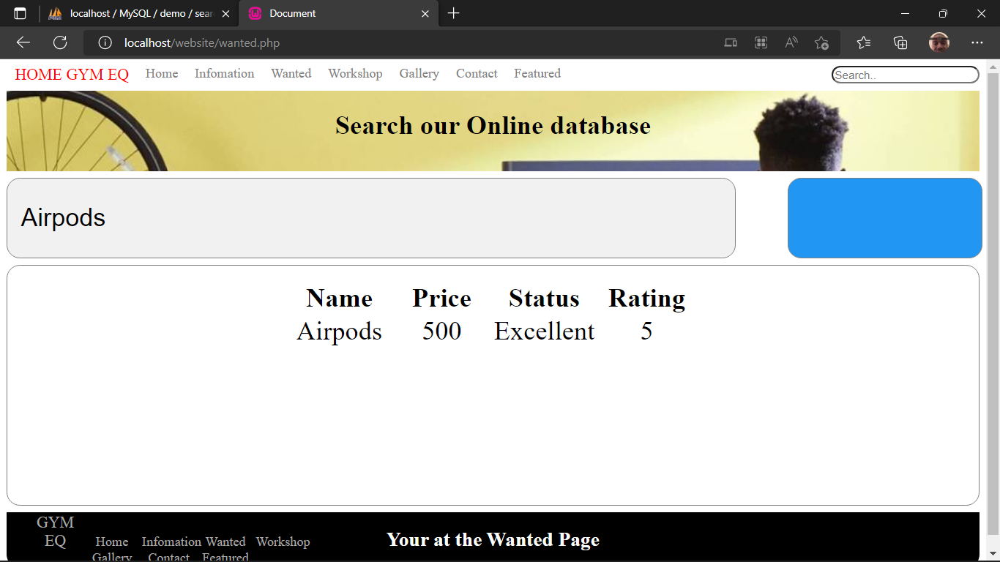 localhost / MySQL / demo / sear
Document
localhost/website/wanted.php
HOME GYM EQ Home Infomation Wanted Workshop Gallery Contact Featured Search..
Search our Online database
Airpods
Name Price Status Rating
Airpods 500 Excellent 5
GYM
EQ Home Infomation Wanted Workshop
Gallery Contact Featured
Your at the Wanted Page